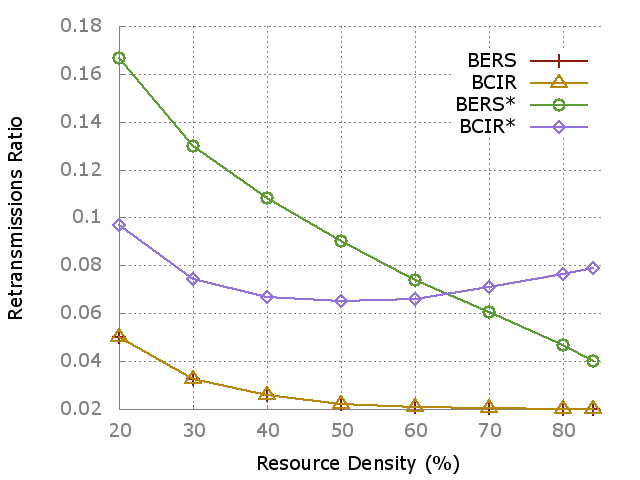 0.18
0.16
0.14
0.12
0.1
0.08
0.06
0.04
0.02
Retransmissions Ratio
BERS
BCIR
BERS*
BCIR*
20 30 40 50 60 70 80
Resource Density (%)